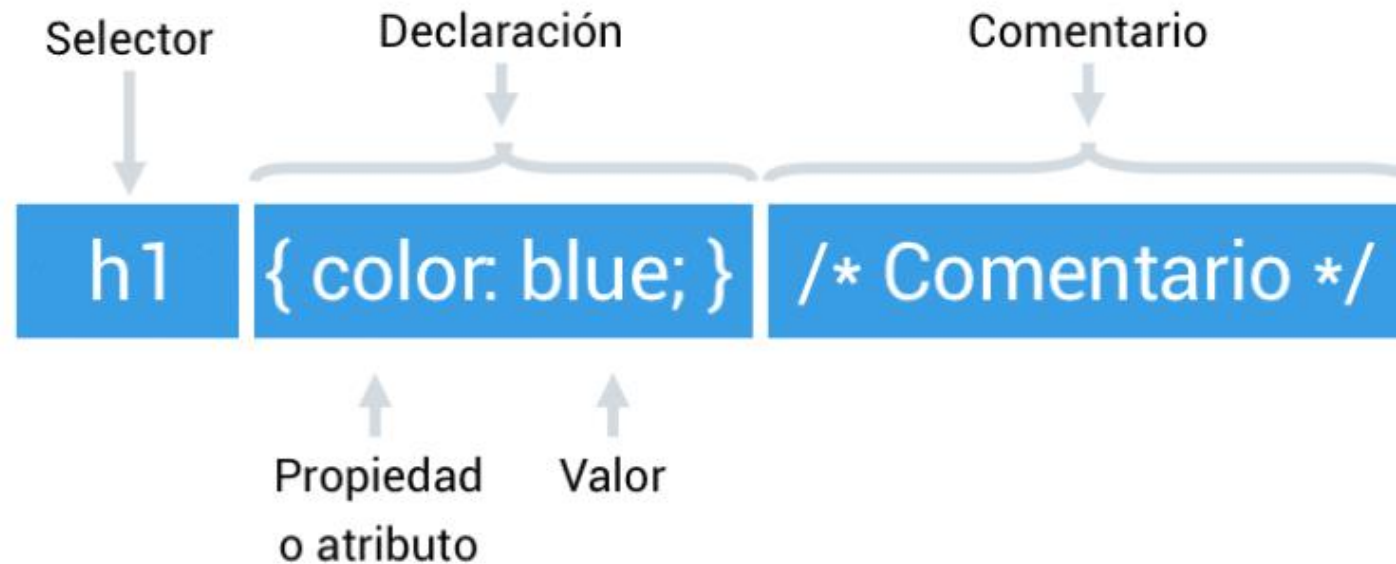 Selector
Declaración
Comentario
h1
{ color: blue; }
/* Comentario */
Propiedad
o atributo
Valor